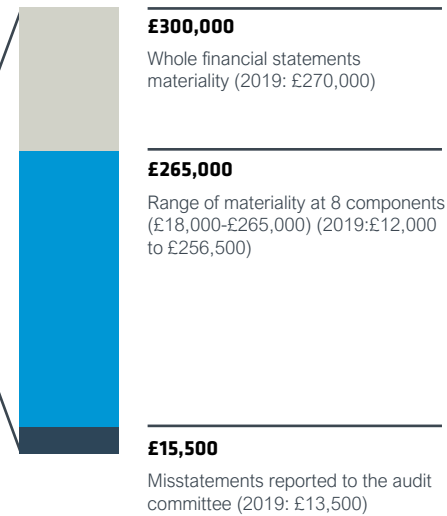 £300,000
Whole financial statements
materiality (2019: £270,000)
£265,000
Range of materiality at 8 components
(£18,000-£265,000) (2019:£12,000
to £256,500)
£15,500
Misstatements reported to the audit
committee (2019: £13,500)